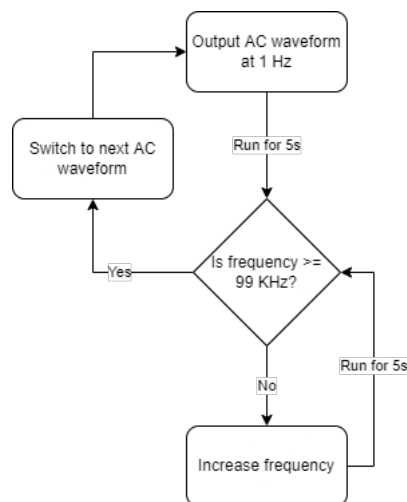 Output AC waveform
at 1 Hz
Run for 5s
Switch to next AC
waveform
Is frequency >=
99 KHz?
Yes
No
Run for 5s
Increase frequency